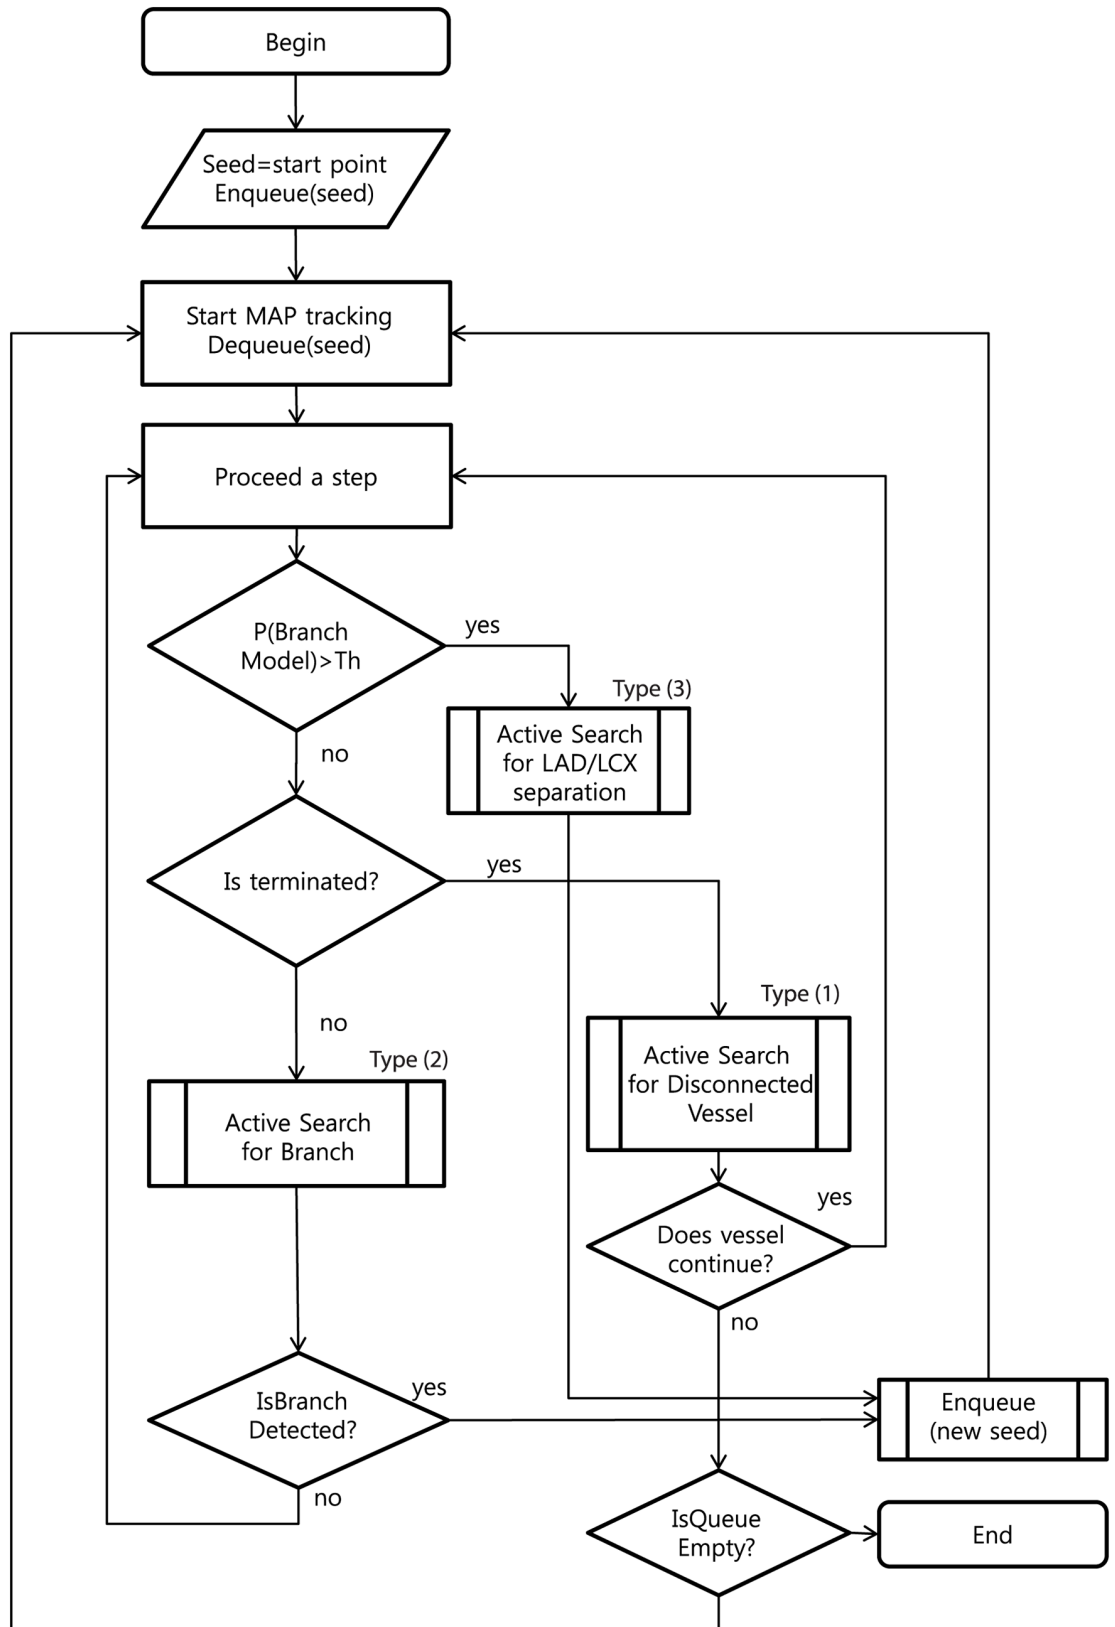 Begin
Seed=start point
Enqueue(seed)
Start MAP tracking
Dequeue(seed)
Proceed a step
P(Branch
Model)>Th
yes
no
Type (3)
Active Search
for LAD/LCX
separation
Is terminated?
yes
no
Type (1)
Active Search
for Disconnected
Vessel
Type (2)
Active Search
for Branch
Does vessel
continue?
yes
no
IsBranch
Detected?
yes
no
Enqueue
(new seed)
IsQueue
Empty?
End